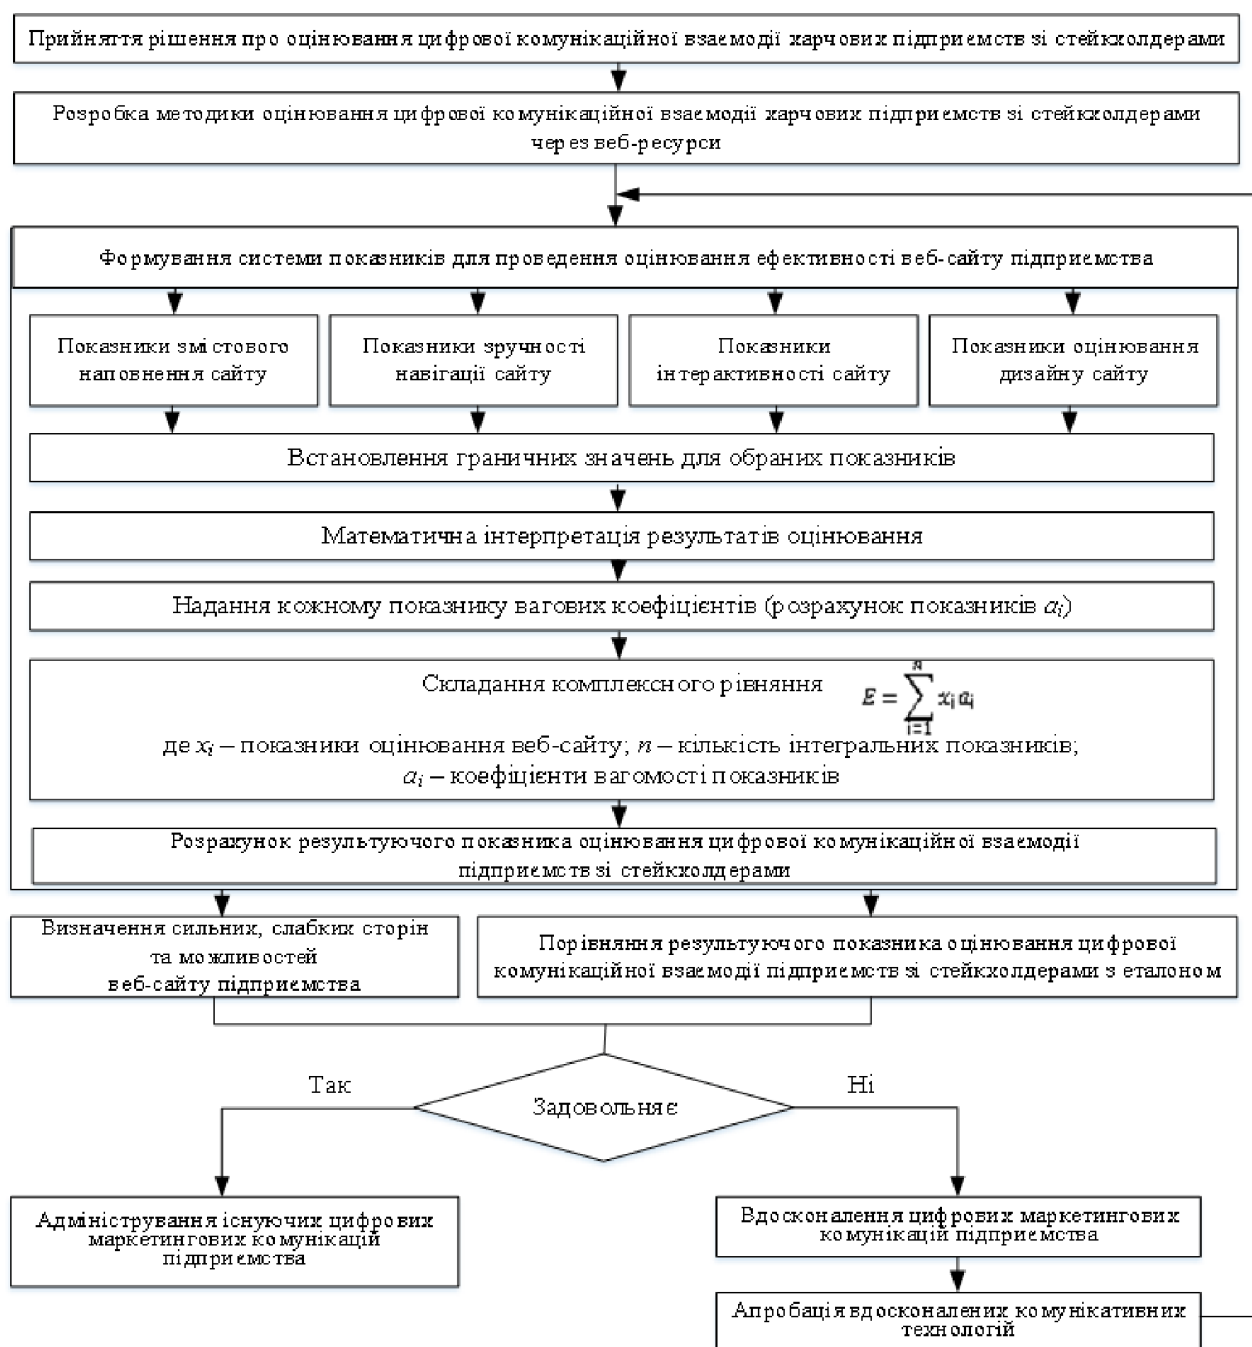 Прийняття рішення про оцінювання цифрової комунікаційної взаємодії харчових підприємств зі стейкхолдерами
Розробка методики оцінювання цифрової комунікаційної взаємодії харчових підприємств зі стейкхолдерами
через веб-ресурси
Формування системи показників для проведення оцінювання ефективності веб-сайту підприємства
Показники змістового
наповнення сайту
Показники зручності
навігації сайту
Показники
інтерактивності сайту
Показники оцінювання
дизайну сайту
Встановлення граничних значень для обраних показників
Математична інтерпретація результатів оцінювання
Надання кожному показнику вагових коефіцієнтів (розрахунок показників aᵢ)
Складання комплексного рівняння E = ∑ⁿᵢ₌₁ xᵢ aᵢ
де xᵢ – показники оцінювання веб-сайту; n – кількість інтегральних показників;
aᵢ – коефіцієнти вагомості показників
Розрахунок результуючого показника оцінювання цифрової комунікаційної взаємодії
підприємств зі стейкхолдерами
Визначення сильних, слабких сторін
та можливостей
веб-сайту підприємства
Порівняння результуючого показника оцінювання цифрової
комунікаційної взаємодії підприємств зі стейкхолдерами з еталоном
Так
Ні
Задовольняє
Адміністрування існуючих цифрових
маркетингових комунікацій
підприємства
Вдосконалення цифрових маркетингових
комунікацій підприємства
Апробація вдосконалених комунікативних
технологій